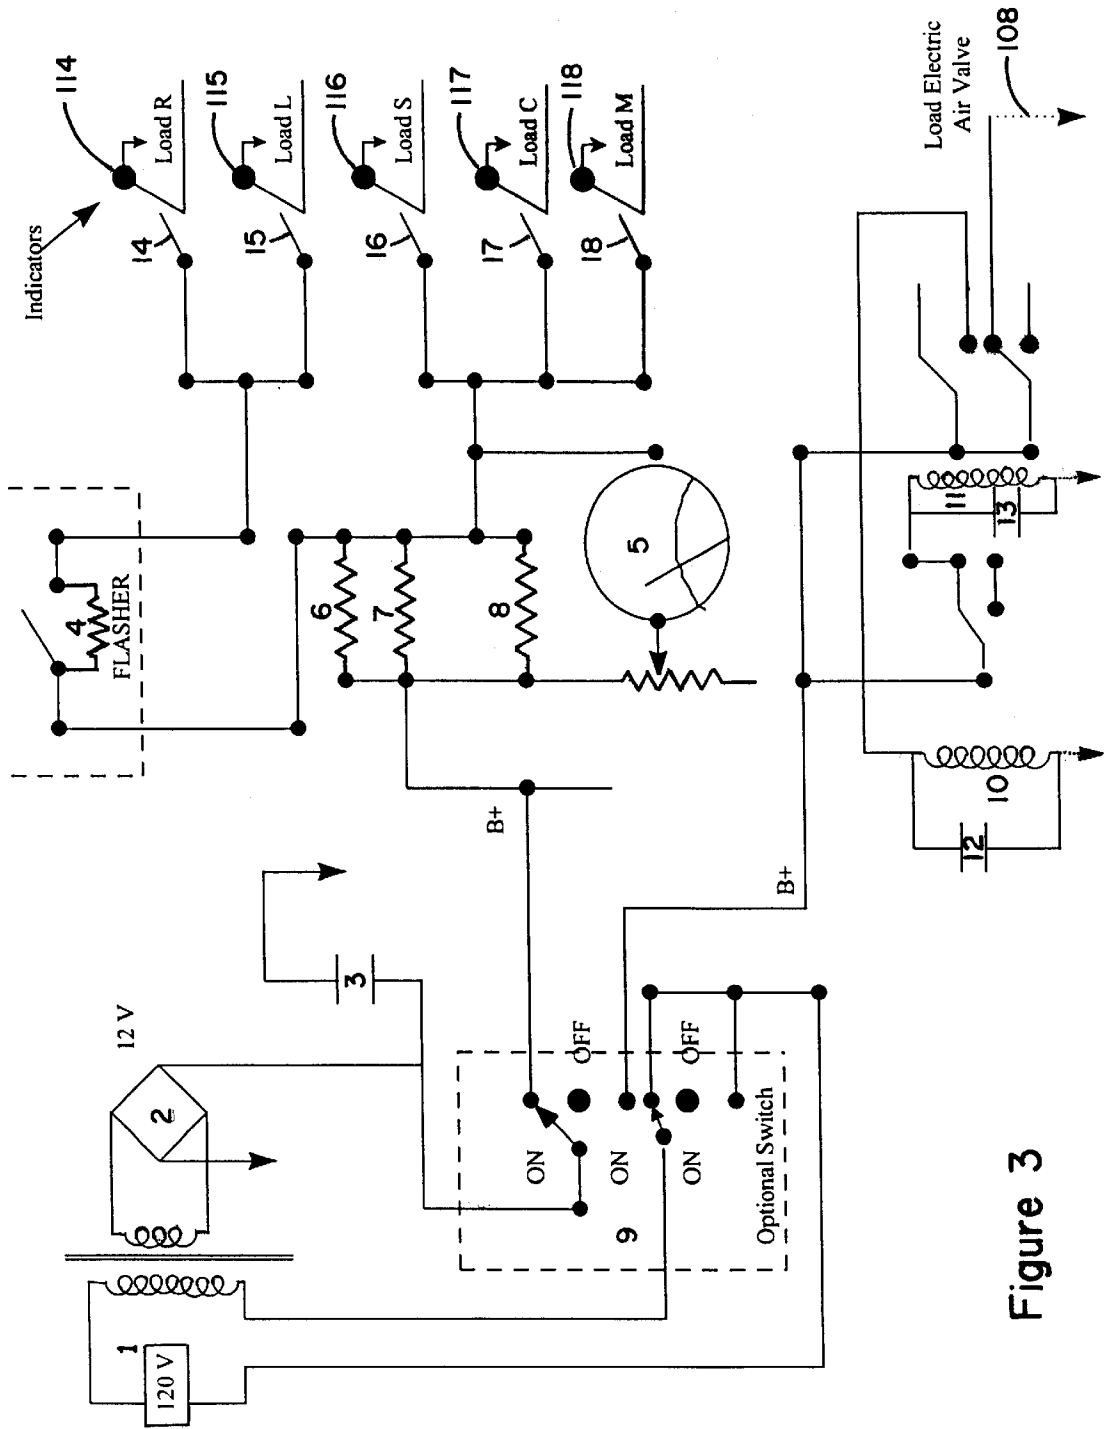 Figure 3
1
120 V
2
12 V
3
ON
OFF
ON
ON
OFF
9
Optional Switch
B+
B+
4
FLASHER
6
7
8
5
10
12
11
13
Indicators
14
15
16
17
18
114
115
116
117
118
Load R
Load L
Load S
Load C
Load M
Load Electric
Air Valve
108